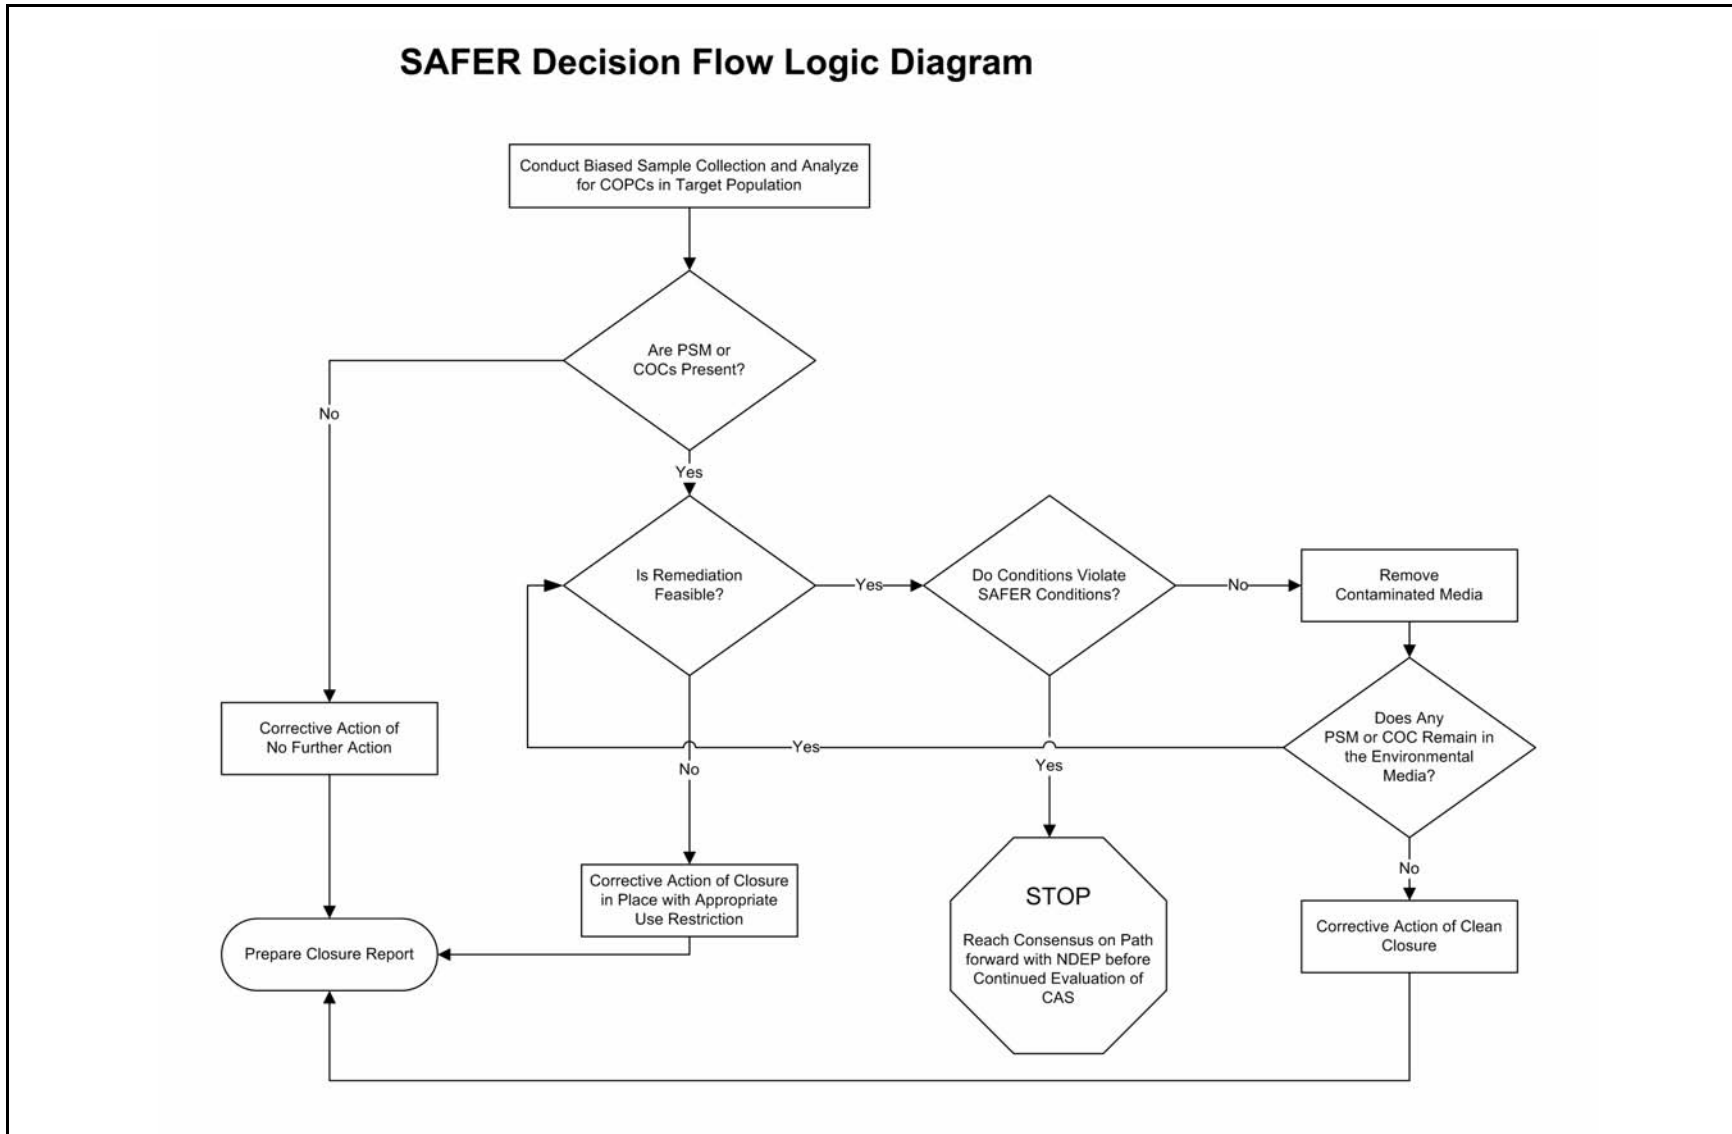 SAFER Decision Flow Logic Diagram
Conduct Biased Sample Collection and Analyze
for COPCs in Target Population
Are PSM or
COCs Present?
No
Yes
Is Remediation
Feasible?
Yes
Do Conditions Violate
SAFER Conditions?
No
Remove
Contaminated Media
Does Any
PSM or COC Remain in
the Environmental
Media?
Yes
No
Yes
No
Corrective Action of
No Further Action
Corrective Action of Closure
in Place with Appropriate
Use Restriction
STOP
Reach Consensus on Path
forward with NDEP before
Continued Evaluation of
CAS
Corrective Action of Clean
Closure
Prepare Closure Report